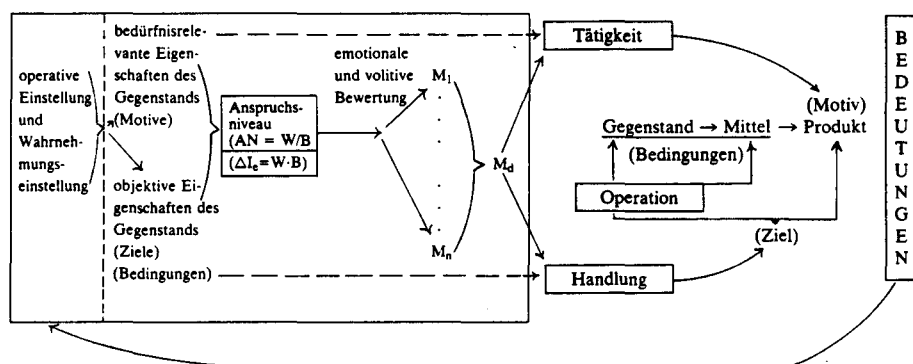 operative
Einstellung
und
Wahrneh-
mungs-
einstellung
bedürfnisrele-
vante Eigen-
schaften des
Gegenstands
(Motive)
objektive Ei-
genschaften des
Gegenstands
(Ziele)
(Bedingungen)
Anspruchs-
niveau
(AN = W/B
(ΔIₑ=W·B)
emotionale
und volitive
Bewertung
M₁
Mₙ
M_d
Tätigkeit
(Motiv)
Gegenstand → Mittel → Produkt
(Bedingungen)
Operation
(Ziel)
Handlung
B
E
D
E
U
T
U
N
G
E
N